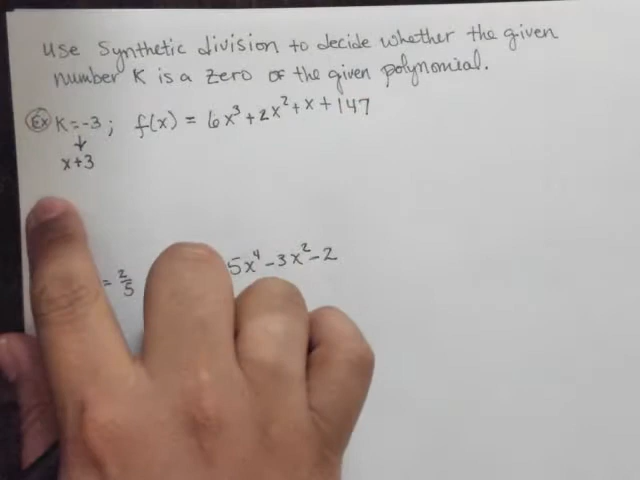 Use Synthetic division to decide whether the given
number K is a zero of the given polynomial.
Ex K=-3; f(x) = 6x³+2x²+x+147
↓
x+3
= 2/5 5x⁴-3x²-2